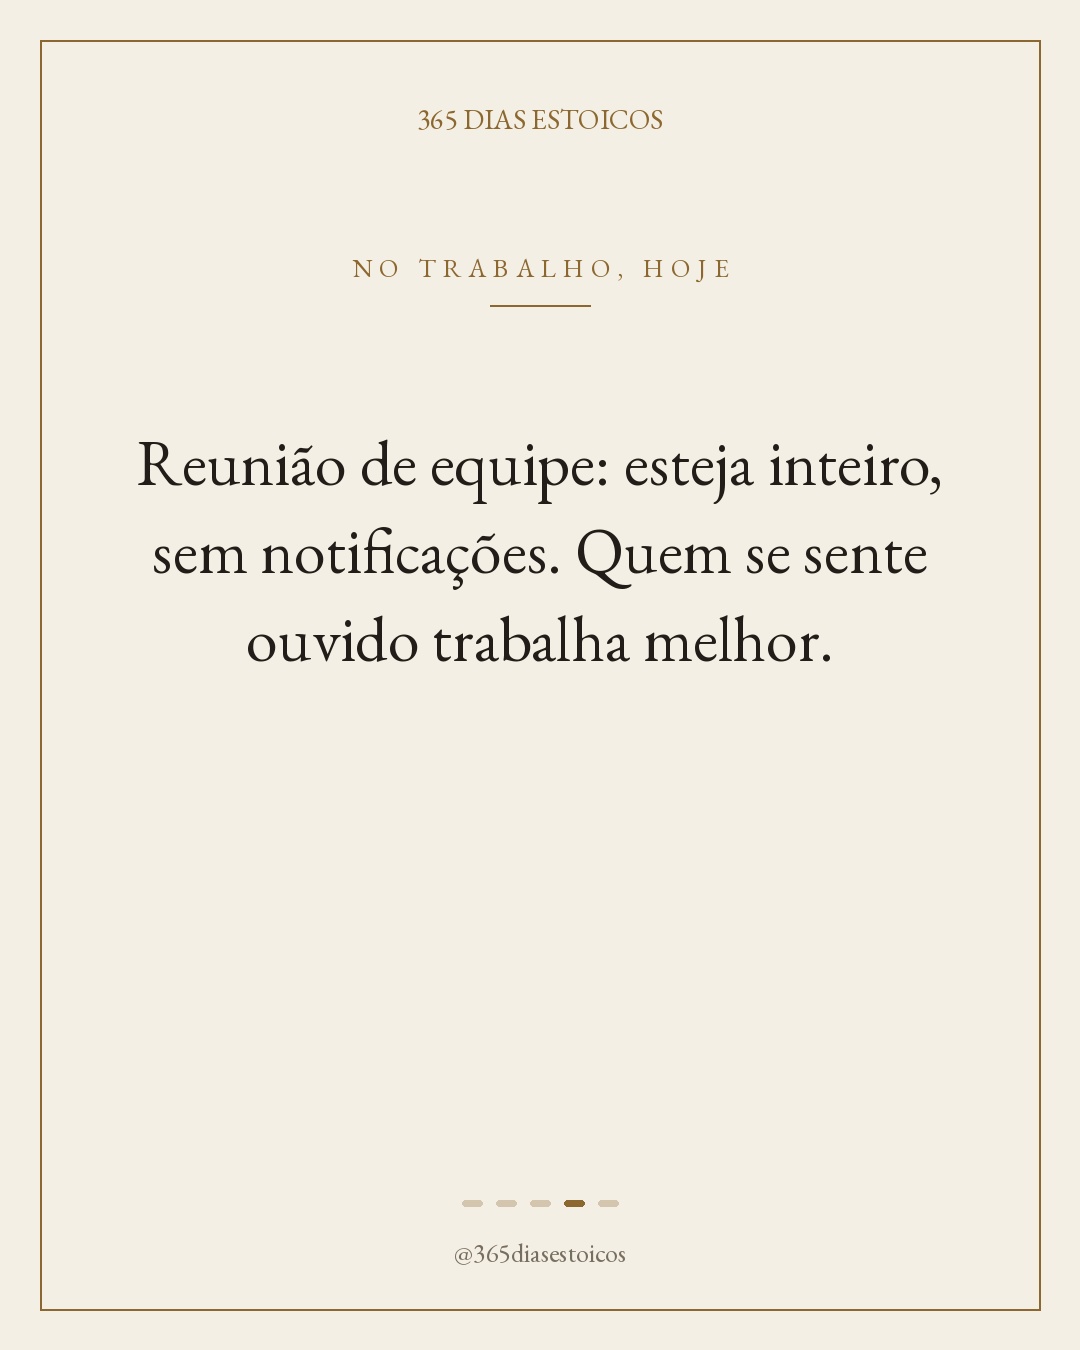 365 DIAS ESTOICOS
NO TRABALHO, HOJE
Reunião de equipe: esteja inteiro,
sem notificações. Quem se sente
ouvido trabalha melhor.
@365diasestoicos